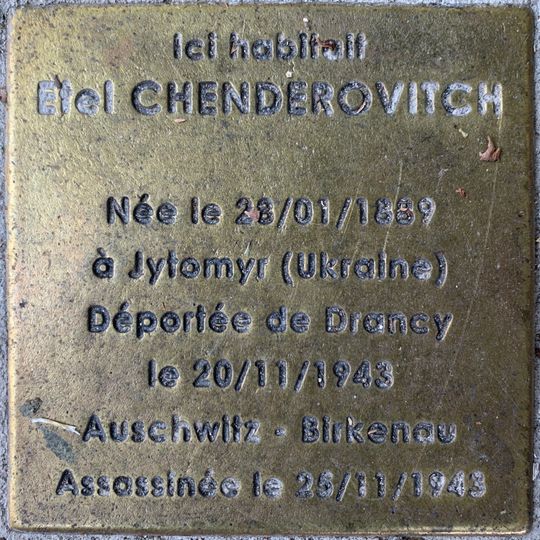 Ici habitait
Etel CHENDEROVITCH
Née le 28/01/1889
à Jytomyr (Ukraine)
Déportée de Drancy
le 20/11/1943
Auschwitz - Birkenau
Assassinée le 25/11/1943